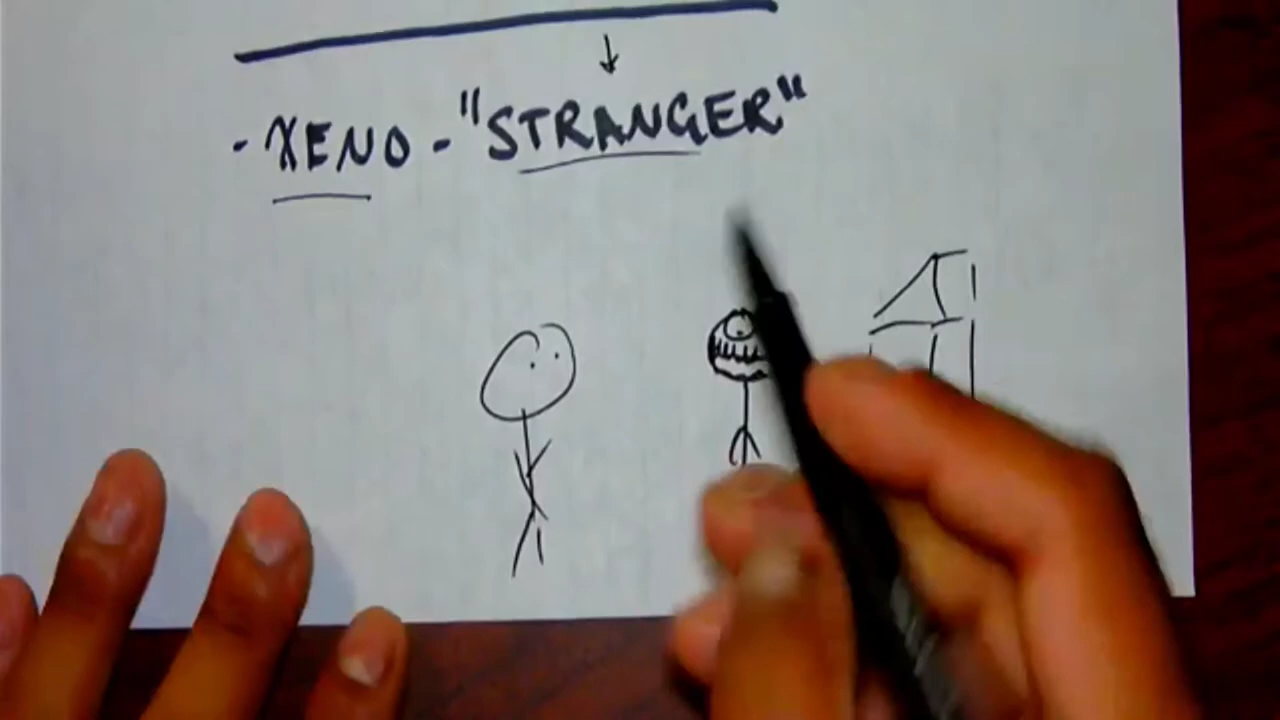 - XENO - "STRANGER"